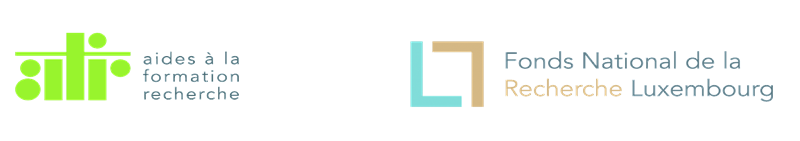 afr
aides à la
formation
recherche
Fonds National de la
Recherche Luxembourg